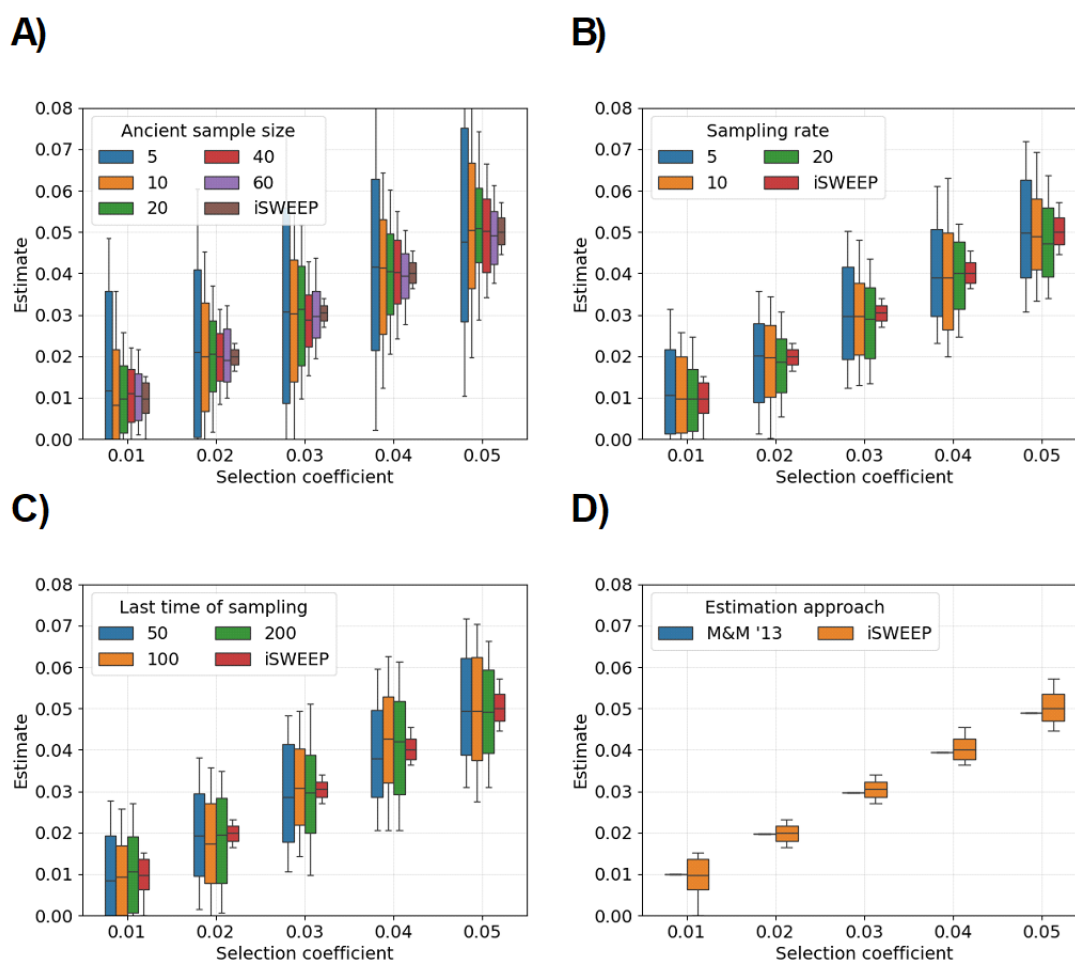 A)
B)
0.08
0.07
0.06
0.05
0.04
0.03
0.02
0.01
0.00
Estimate
Ancient sample size
5 40
10 60
20 iSWEEP
0.01 0.02 0.03 0.04 0.05
Selection coefficient
0.08
0.07
0.06
0.05
0.04
0.03
0.02
0.01
0.00
Estimate
Sampling rate
5 20
10 iSWEEP
0.01 0.02 0.03 0.04 0.05
Selection coefficient
C)
D)
0.08
0.07
0.06
0.05
0.04
0.03
0.02
0.01
0.00
Estimate
Last time of sampling
50 200
100 iSWEEP
0.01 0.02 0.03 0.04 0.05
Selection coefficient
0.08
0.07
0.06
0.05
0.04
0.03
0.02
0.01
0.00
Estimate
Estimation approach
M&M '13 iSWEEP
0.01 0.02 0.03 0.04 0.05
Selection coefficient